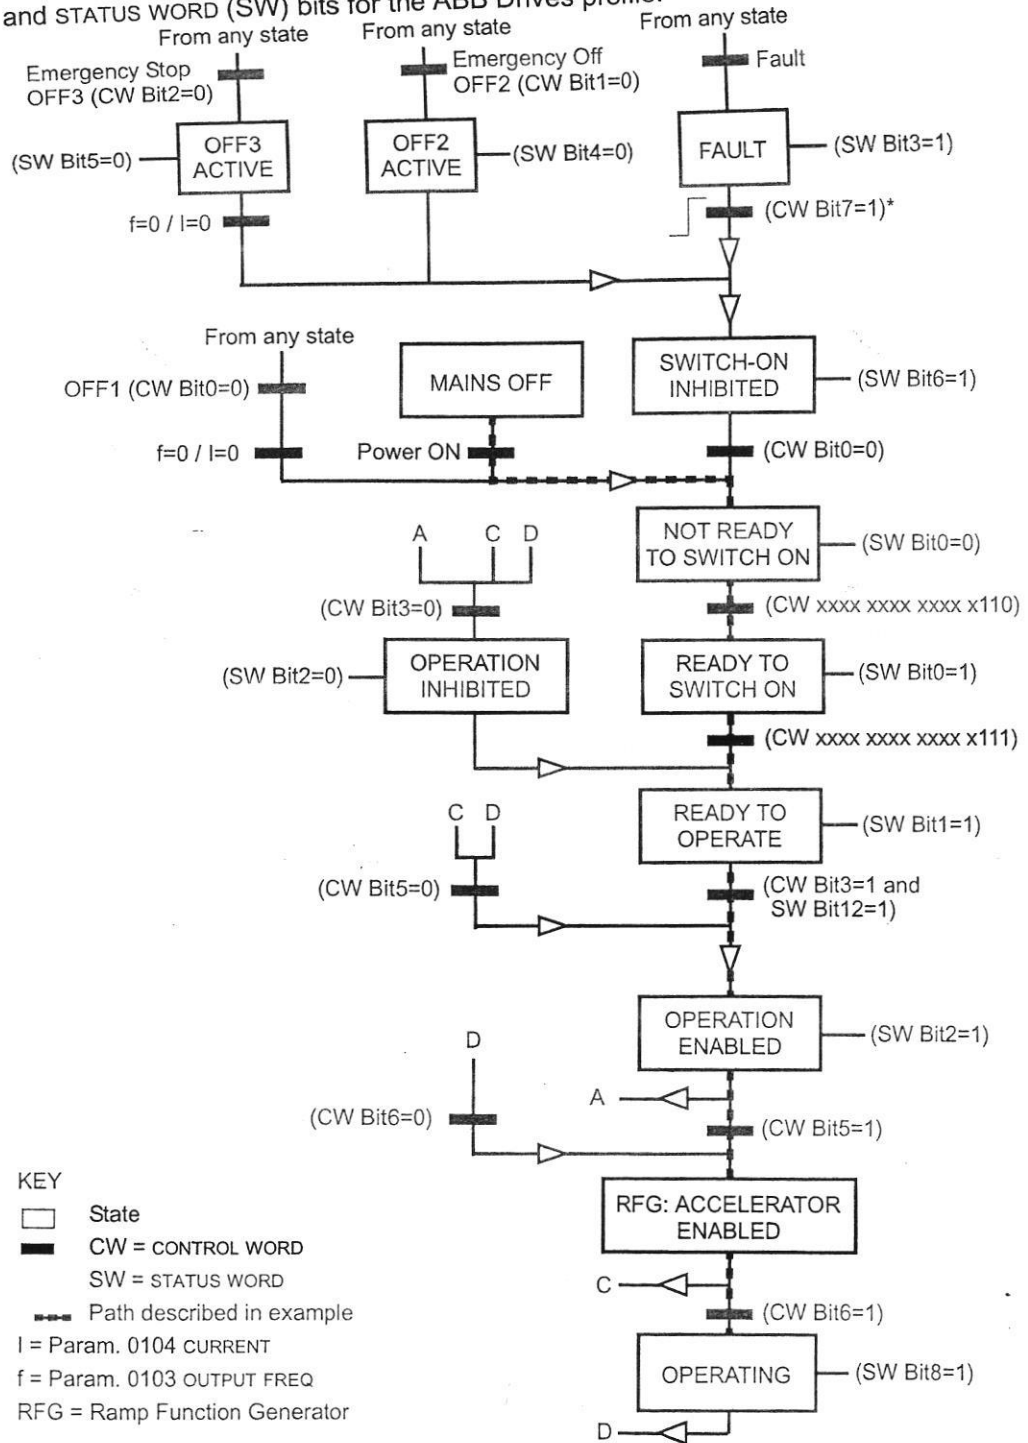 and STATUS WORD (SW) bits for the ABB Drives profile.
From any state
From any state
From any state
Emergency Stop
OFF3 (CW Bit2=0)
Emergency Off
OFF2 (CW Bit1=0)
Fault
(SW Bit5=0)
OFF3
ACTIVE
OFF2
ACTIVE
(SW Bit4=0)
FAULT
(SW Bit3=1)
f=0 / I=0
(CW Bit7=1)*
From any state
OFF1 (CW Bit0=0)
MAINS OFF
SWITCH-ON
INHIBITED
(SW Bit6=1)
f=0 / I=0
Power ON
(CW Bit0=0)
A C D
NOT READY
TO SWITCH ON
(SW Bit0=0)
(CW Bit3=0)
(CW xxxx xxxx xxxx x110)
(SW Bit2=0)
OPERATION
INHIBITED
READY TO
SWITCH ON
(SW Bit0=1)
(CW xxxx xxxx xxxx x111)
C D
READY TO
OPERATE
(SW Bit1=1)
(CW Bit5=0)
(CW Bit3=1 and
SW Bit12=1)
OPERATION
ENABLED
(SW Bit2=1)
D
A
(CW Bit6=0)
(CW Bit5=1)
RFG: ACCELERATOR
ENABLED
C
(CW Bit6=1)
OPERATING
(SW Bit8=1)
D
KEY
State
CW = CONTROL WORD
SW = STATUS WORD
Path described in example
I = Param. 0104 CURRENT
f = Param. 0103 OUTPUT FREQ
RFG = Ramp Function Generator